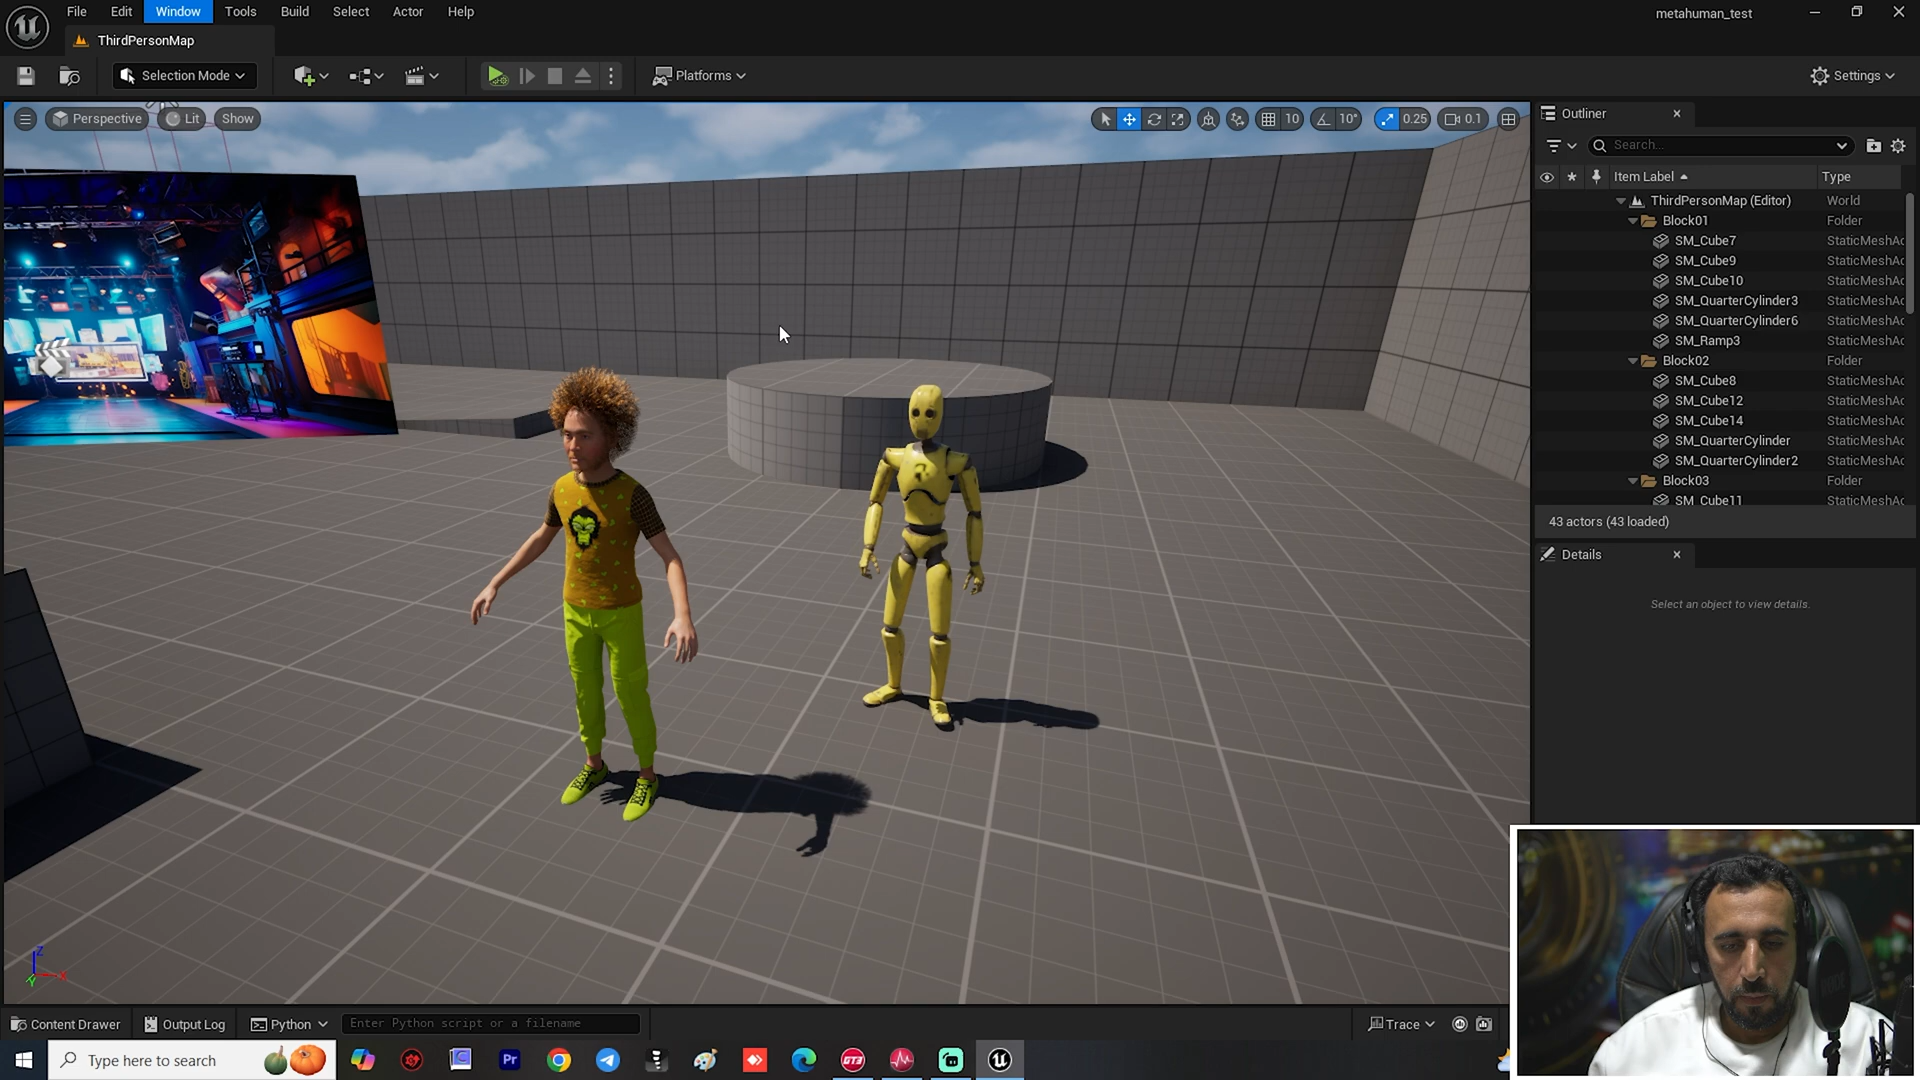 File Edit Window Tools Build Select Actor Help
metahuman_test
ThirdPersonMap
Selection Mode
Platforms
Settings
Perspective Lit Show
10 10° 0.25 0.1
Outliner
Search...
Item Label Type
ThirdPersonMap (Editor) World
Block01 Folder
SM_Cube7 StaticMeshAc
SM_Cube9 StaticMeshAc
SM_Cube10 StaticMeshAc
SM_QuarterCylinder3 StaticMeshAc
SM_QuarterCylinder6 StaticMeshAc
SM_Ramp3 StaticMeshAc
Block02 Folder
SM_Cube8 StaticMeshAc
SM_Cube12 StaticMeshAc
SM_Cube14 StaticMeshAc
SM_QuarterCylinder StaticMeshAc
SM_QuarterCylinder2 StaticMeshAc
Block03 Folder
SM_Cube11 StaticMeshAc
43 actors (43 loaded)
Details
Select an object to view details.
Z
X
Y
Content Drawer Output Log Python Enter Python script or a filename
Trace
Type here to search
Pr
GT3